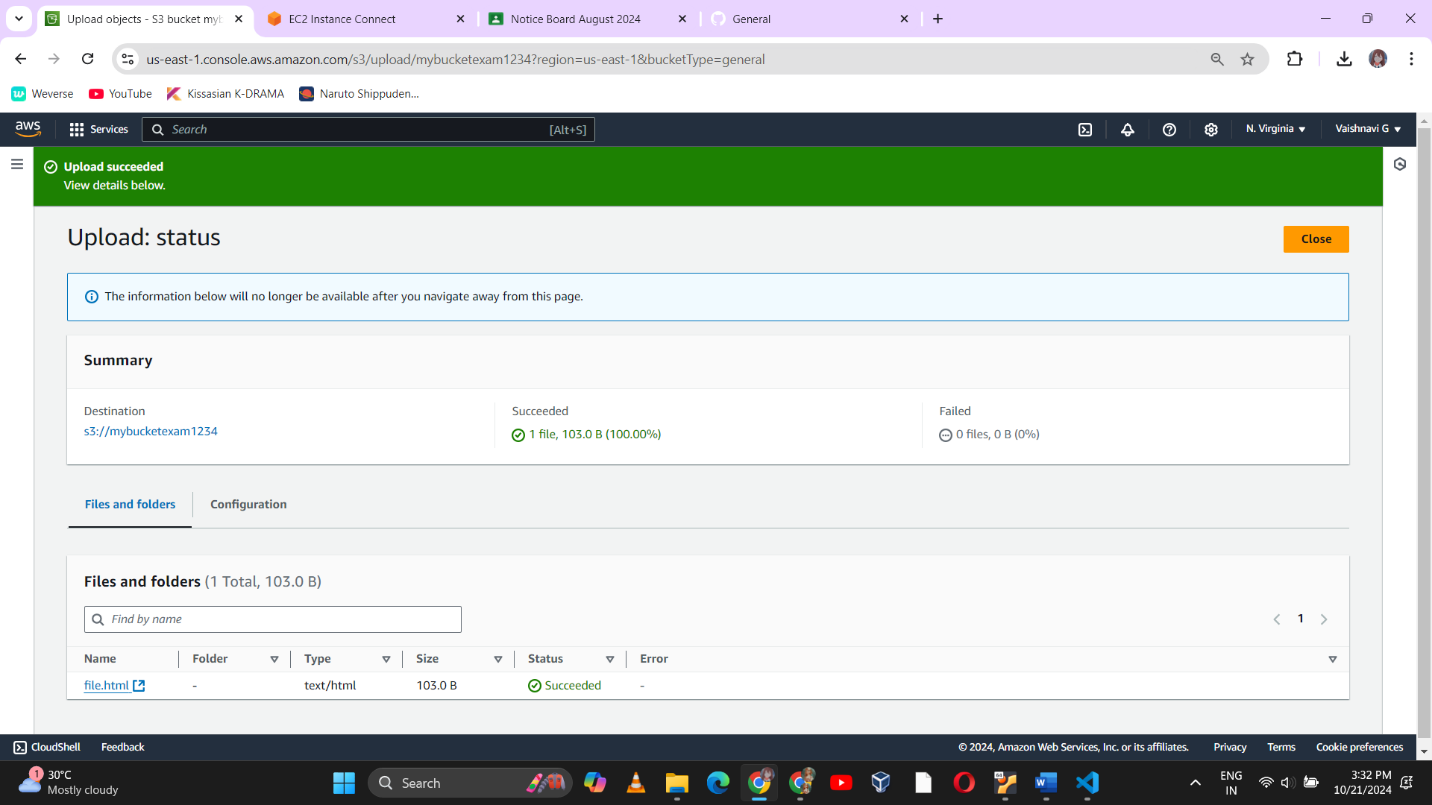 Upload objects - S3 bucket myb
EC2 Instance Connect
Notice Board August 2024
General
us-east-1.console.aws.amazon.com/s3/upload/mybucketexam1234?region=us-east-1&bucketType=general
Weverse
YouTube
Kissasian K-DRAMA
Naruto Shippuden...
aws
Services
Search
[Alt+S]
N. Virginia
Vaishnavi G
Upload succeeded
View details below.
Upload: status
Close
The information below will no longer be available after you navigate away from this page.
Summary
Destination
s3://mybucketexam1234
Succeeded
1 file, 103.0 B (100.00%)
Failed
0 files, 0 B (0%)
Files and folders
Configuration
Files and folders (1 Total, 103.0 B)
Find by name
1
Name Folder Type Size Status Error
file.html - text/html 103.0 B Succeeded -
CloudShell
Feedback
© 2024, Amazon Web Services, Inc. or its affiliates.
Privacy
Terms
Cookie preferences
1
30°C
Mostly cloudy
Search
ENG
IN
3:32 PM
10/21/2024